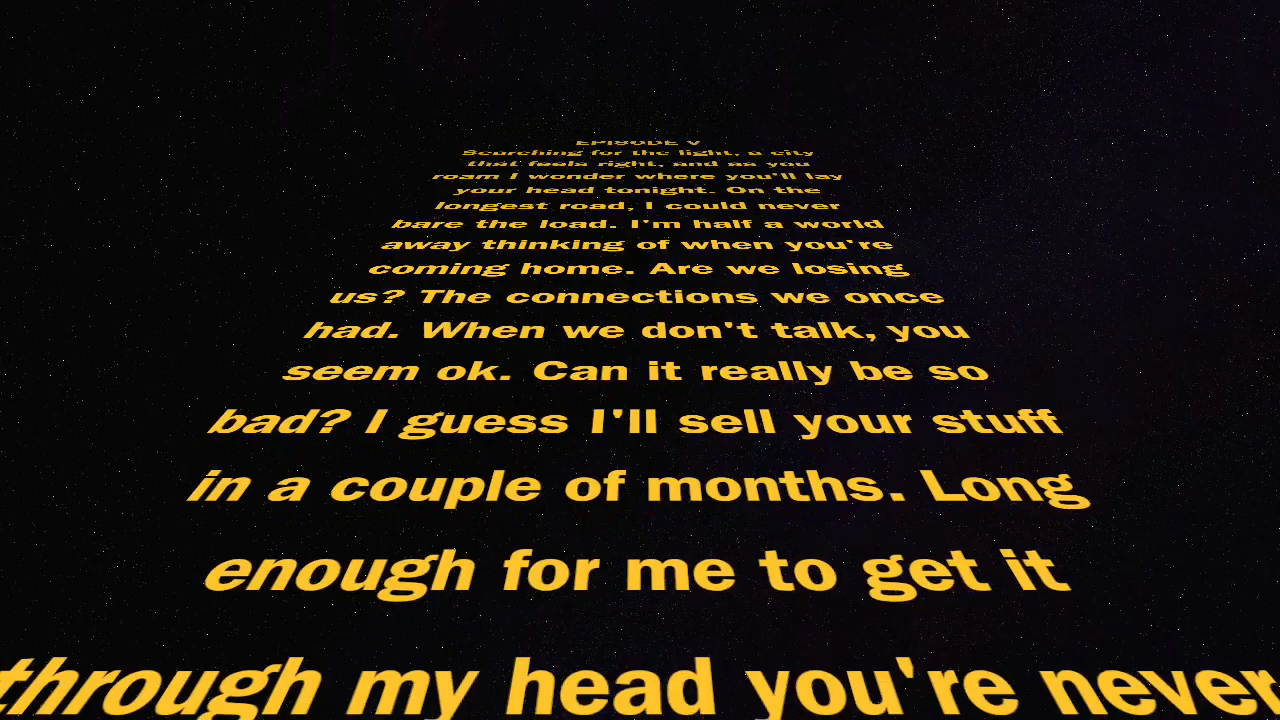 EPISODE V
Searching for the light, a city
that feels right, and as you
roam I wonder where you'll lay
your head tonight. On the
longest road, I could never
bare the load. I'm half a world
away thinking of when you're
coming home. Are we losing
us? The connections we once
had. When we don't talk, you
seem ok. Can it really be so
bad? I guess I'll sell your stuff
in a couple of months. Long
enough for me to get it
through my head you're never